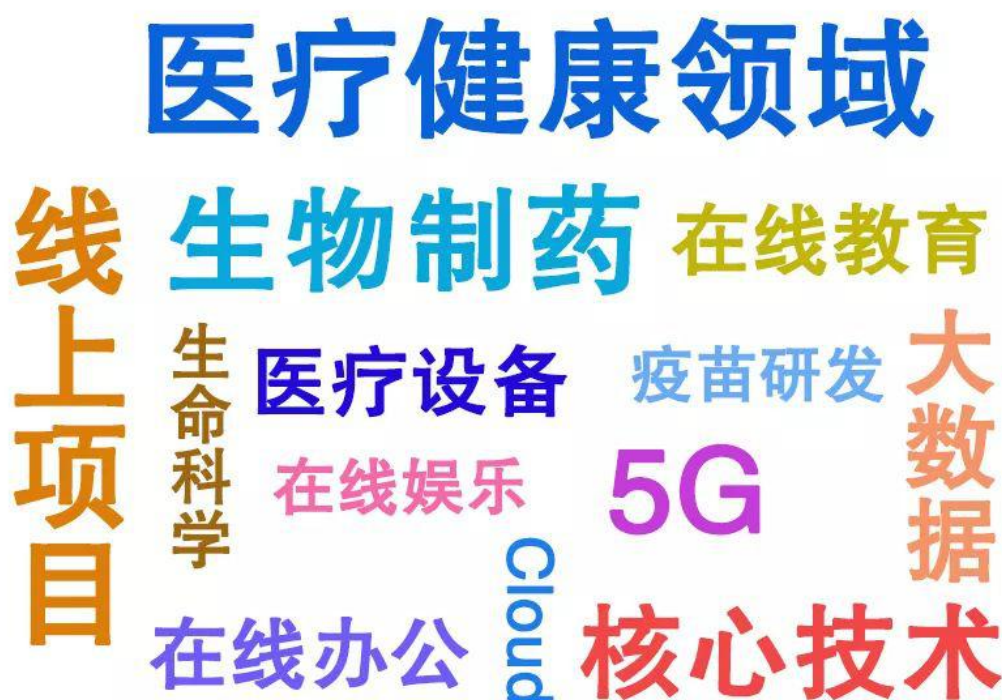 医疗健康领域
线上项目
生物制药
在线教育
生命科学
医疗设备
疫苗研发
大数据
在线娱乐
5G
Cloud
在线办公
核心技术